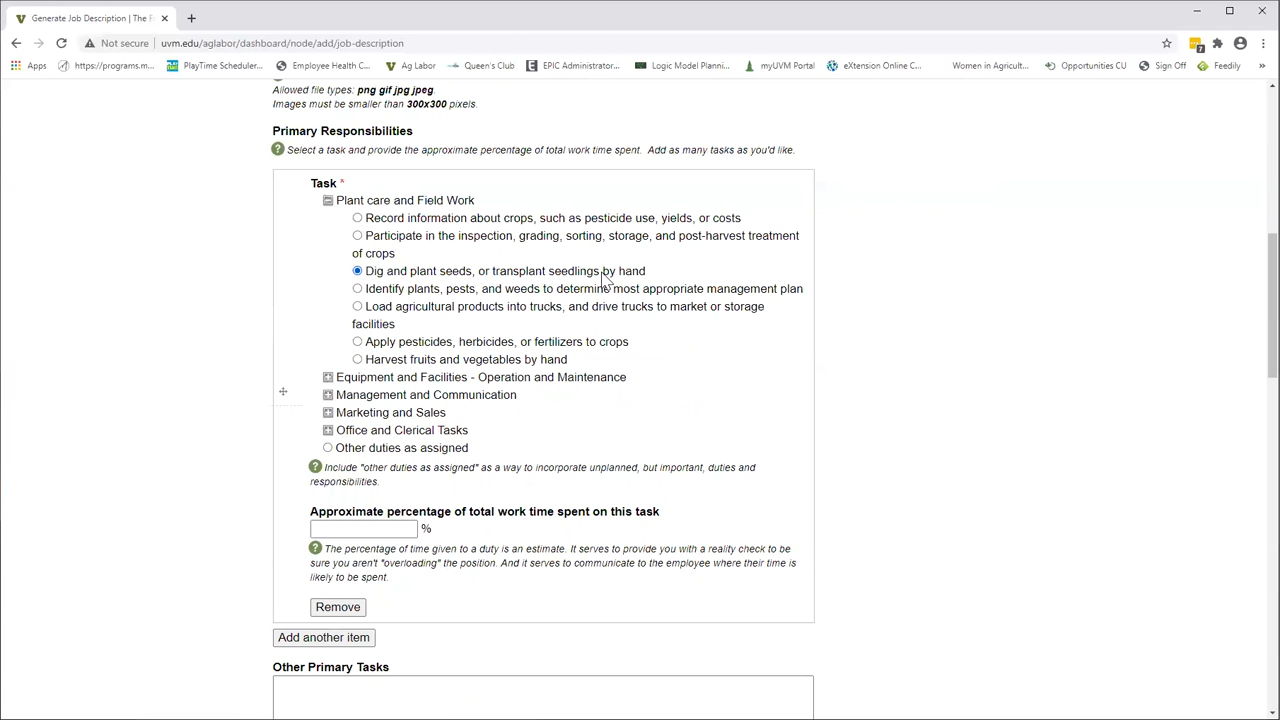 Generate Job Description | The F
Not secure
uvm.edu/aglabor/dashboard/node/add/job-description
7
Apps
https://programs.m...
PlayTime Scheduler...
Employee Health C...
Ag Labor
Queen's Club
EPIC Administrator...
Logic Model Planni...
myUVM Portal
eXtension Online C...
Women in Agricult...
Opportunities CU
Sign Off
Feedily
Allowed file types: png gif jpg jpeg.
Images must be smaller than 300x300 pixels.
Primary Responsibilities
Select a task and provide the approximate percentage of total work time spent. Add as many tasks as you'd like.
Task *
Plant care and Field Work
Record information about crops, such as pesticide use, yields, or costs
Participate in the inspection, grading, sorting, storage, and post-harvest treatment
of crops
Dig and plant seeds, or transplant seedlings by hand
Identify plants, pests, and weeds to determine most appropriate management plan
Load agricultural products into trucks, and drive trucks to market or storage
facilities
Apply pesticides, herbicides, or fertilizers to crops
Harvest fruits and vegetables by hand
Equipment and Facilities - Operation and Maintenance
Management and Communication
Marketing and Sales
Office and Clerical Tasks
Other duties as assigned
Include "other duties as assigned" as a way to incorporate unplanned, but important, duties and
responsibilities.
Approximate percentage of total work time spent on this task
%
The percentage of time given to a duty is an estimate. It serves to provide you with a reality check to be
sure you aren't "overloading" the position. And it serves to communicate to the employee where their time is
likely to be spent.
Remove
Add another item
Other Primary Tasks